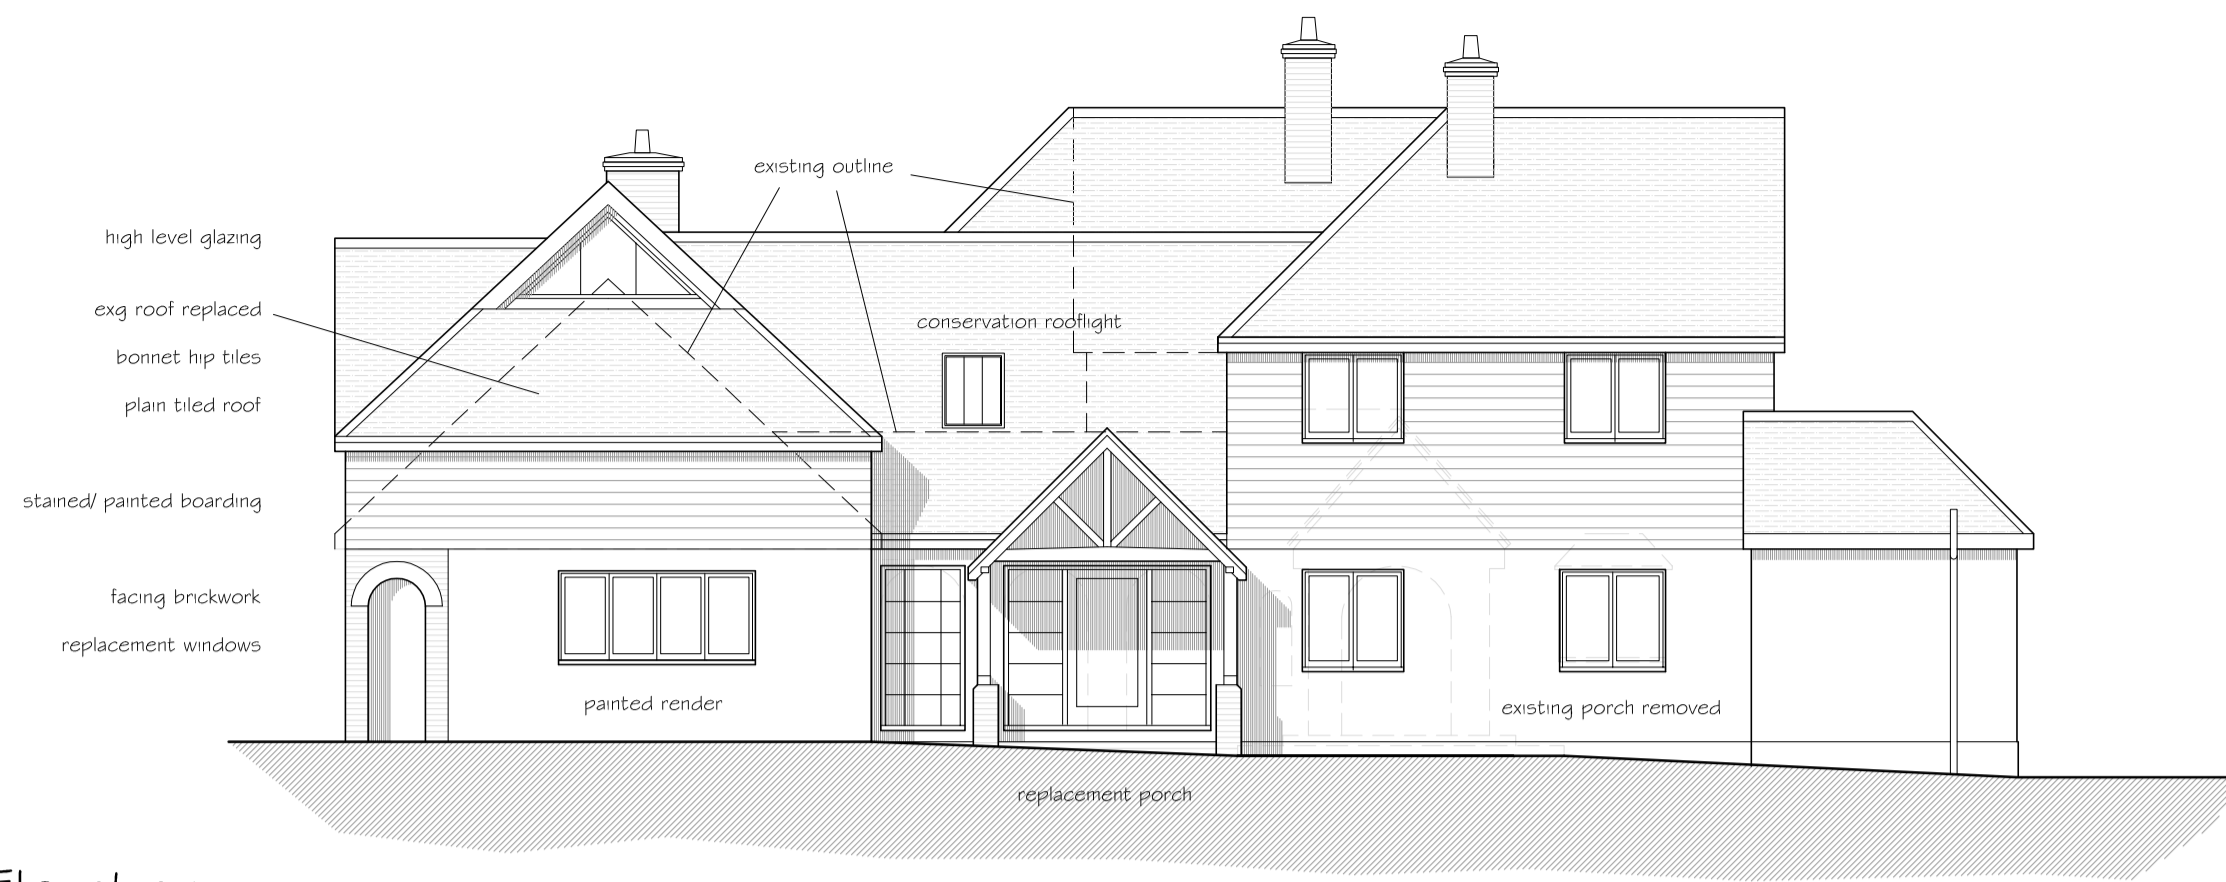 existing outline
high level glazing
exg roof replaced
conservation rooflight
bonnet hip tiles
plain tiled roof
stained/ painted boarding
facing brickwork
replacement windows
painted render
existing porch removed
replacement porch